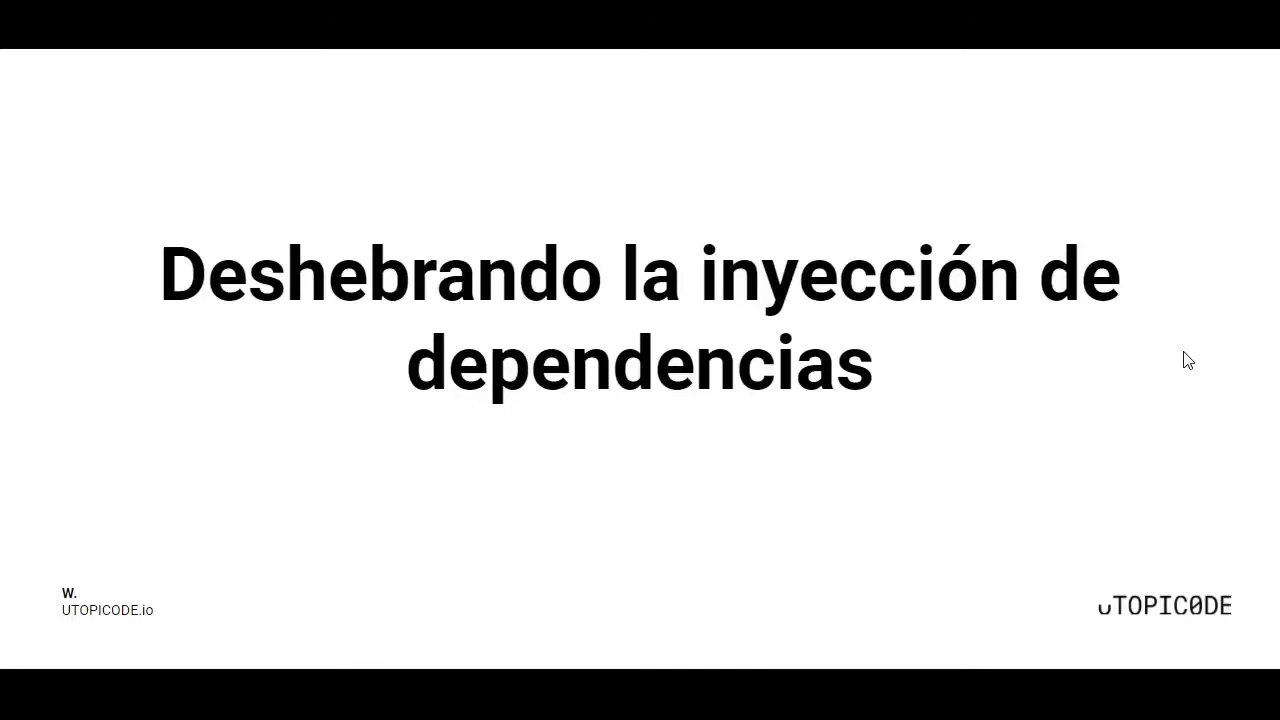 Deshebrando la inyección de
dependencias
W.
UTOPICODE.io
uTOPIC0DE